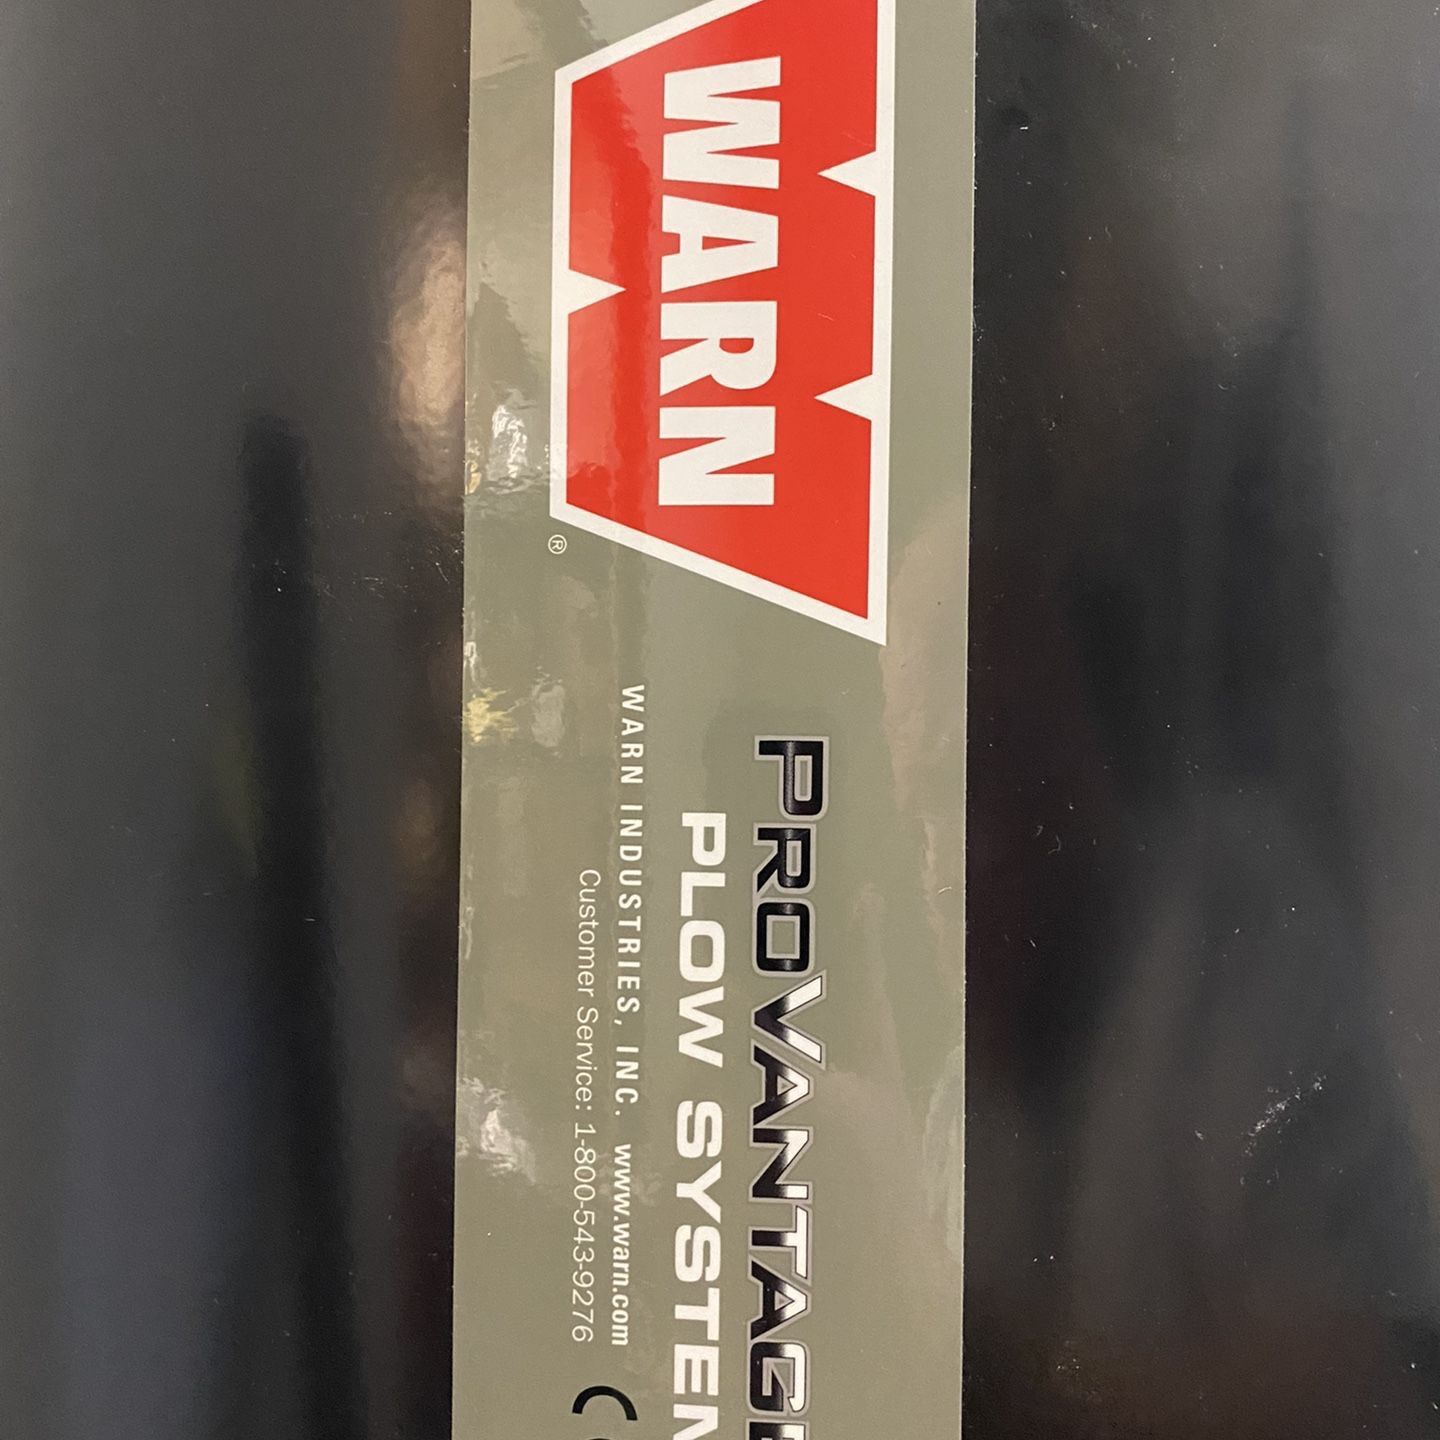 WARN
®
PROVANTAGE
PLOW SYSTEM
WARN INDUSTRIES, INC. www.warn.com
Customer Service: 1-800-543-9276